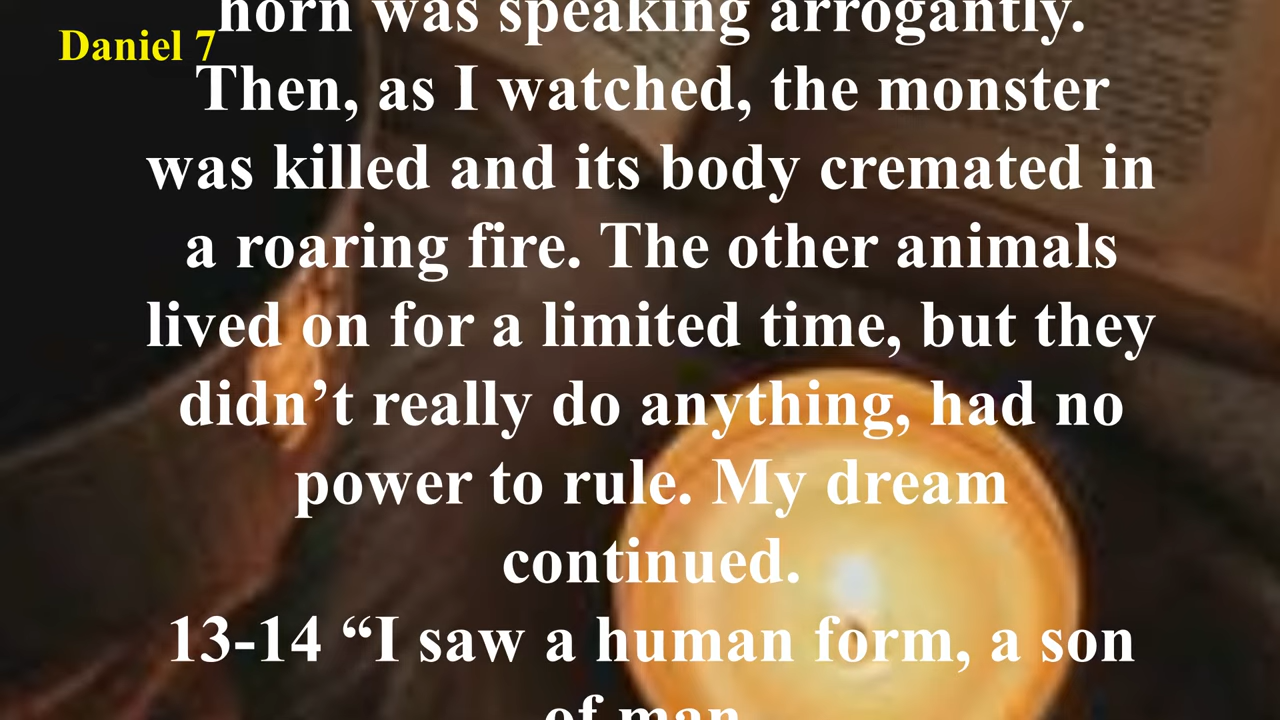 horn was speaking arrogantly.
Daniel 7
Then, as I watched, the monster
was killed and its body cremated in
a roaring fire. The other animals
lived on for a limited time, but they
didn’t really do anything, had no
power to rule. My dream
continued.
13-14 “I saw a human form, a son
of man